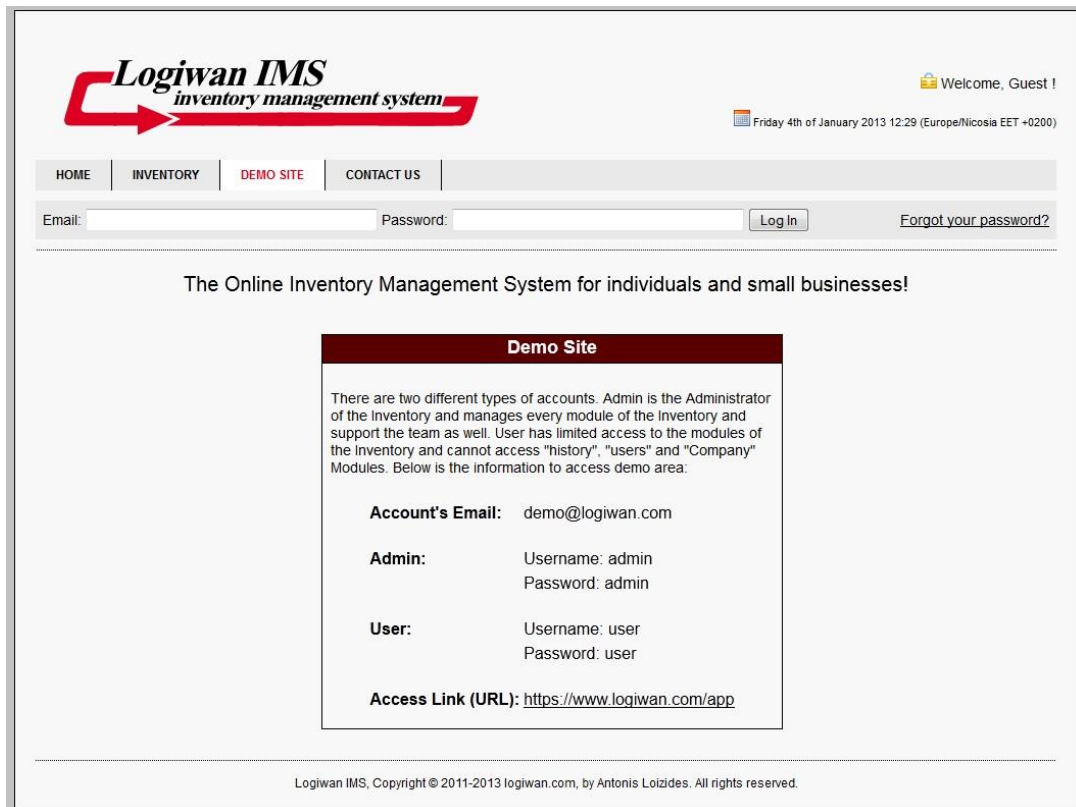 Logiwan IMS
inventory management system
Welcome, Guest !
Friday 4th of January 2013 12:29 (Europe/Nicosia EET +0200)
HOME INVENTORY DEMO SITE CONTACT US
Email: Password: Log In Forgot your password?
The Online Inventory Management System for individuals and small businesses!
Demo Site
There are two different types of accounts. Admin is the Administrator
of the Inventory and manages every module of the Inventory and
support the team as well. User has limited access to the modules of
the Inventory and cannot access "history", "users" and "Company"
Modules. Below is the information to access demo area:
Account's Email: demo@logiwan.com
Admin: Username: admin
Password: admin
User: Username: user
Password: user
Access Link (URL): https://www.logiwan.com/app
Logiwan IMS, Copyright © 2011-2013 logiwan.com, by Antonis Loizides. All rights reserved.